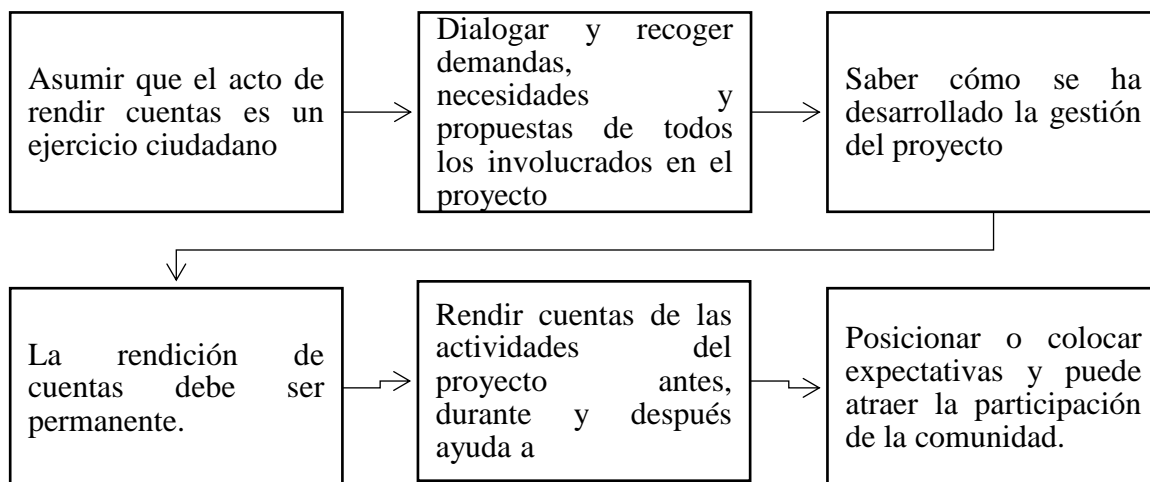 Asumir que el acto de
rendir cuentas es un
ejercicio ciudadano
Dialogar y recoger
demandas,
necesidades y
propuestas de todos
los involucrados en el
proyecto
Saber cómo se ha
desarrollado la gestión
del proyecto
La rendición de
cuentas debe ser
permanente.
Rendir cuentas de las
actividades del
proyecto antes,
durante y después
ayuda a
Posicionar o colocar
expectativas y puede
atraer la participación
de la comunidad.